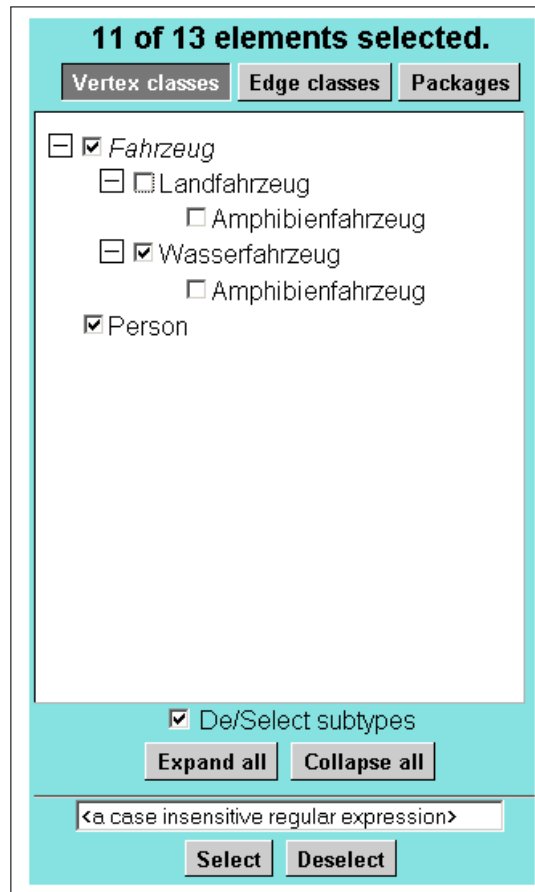 11 of 13 elements selected.
Vertex classes Edge classes Packages
Fahrzeug
Landfahrzeug
Amphibienfahrzeug
Wasserfahrzeug
Amphibienfahrzeug
Person
De/Select subtypes
Expand all Collapse all
<a case insensitive regular expression>
Select Deselect